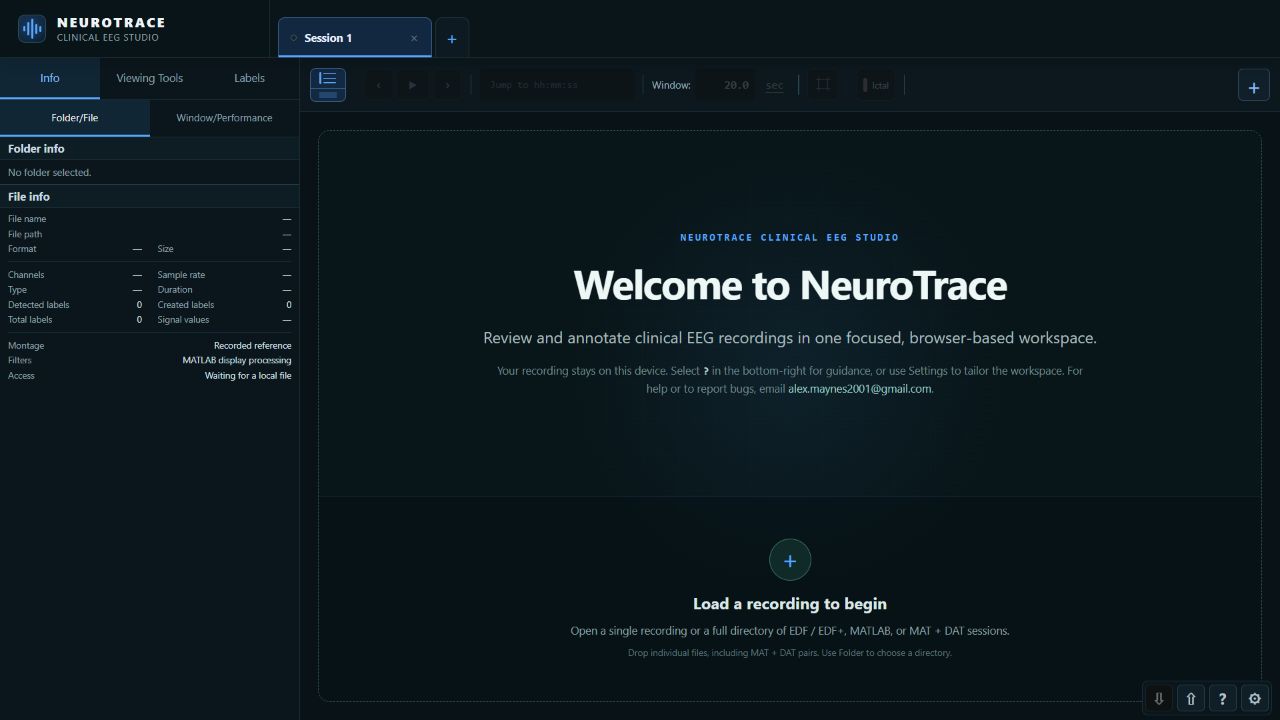 NEUROTRACE
CLINICAL EEG STUDIO
Session 1
×
+
Info
Viewing Tools
Labels
Folder/File
Window/Performance
Jump to hh:mm:ss
Window:
20.0
sec
Ictal
+
Folder info
No folder selected.
File info
File name —
File path —
Format — Size —
Channels — Sample rate —
Type — Duration —
Detected labels 0 Created labels 0
Total labels 0 Signal values —
Montage Recorded reference
Filters MATLAB display processing
Access Waiting for a local file
NEUROTRACE CLINICAL EEG STUDIO
Welcome to NeuroTrace
Review and annotate clinical EEG recordings in one focused, browser-based workspace.
Your recording stays on this device. Select ? in the bottom-right for guidance, or use Settings to tailor the workspace. For
help or to report bugs, email alex.maynes2001@gmail.com.
+
Load a recording to begin
Open a single recording or a full directory of EDF / EDF+, MATLAB, or MAT + DAT sessions.
Drop individual files, including MAT + DAT pairs. Use Folder to choose a directory.
?